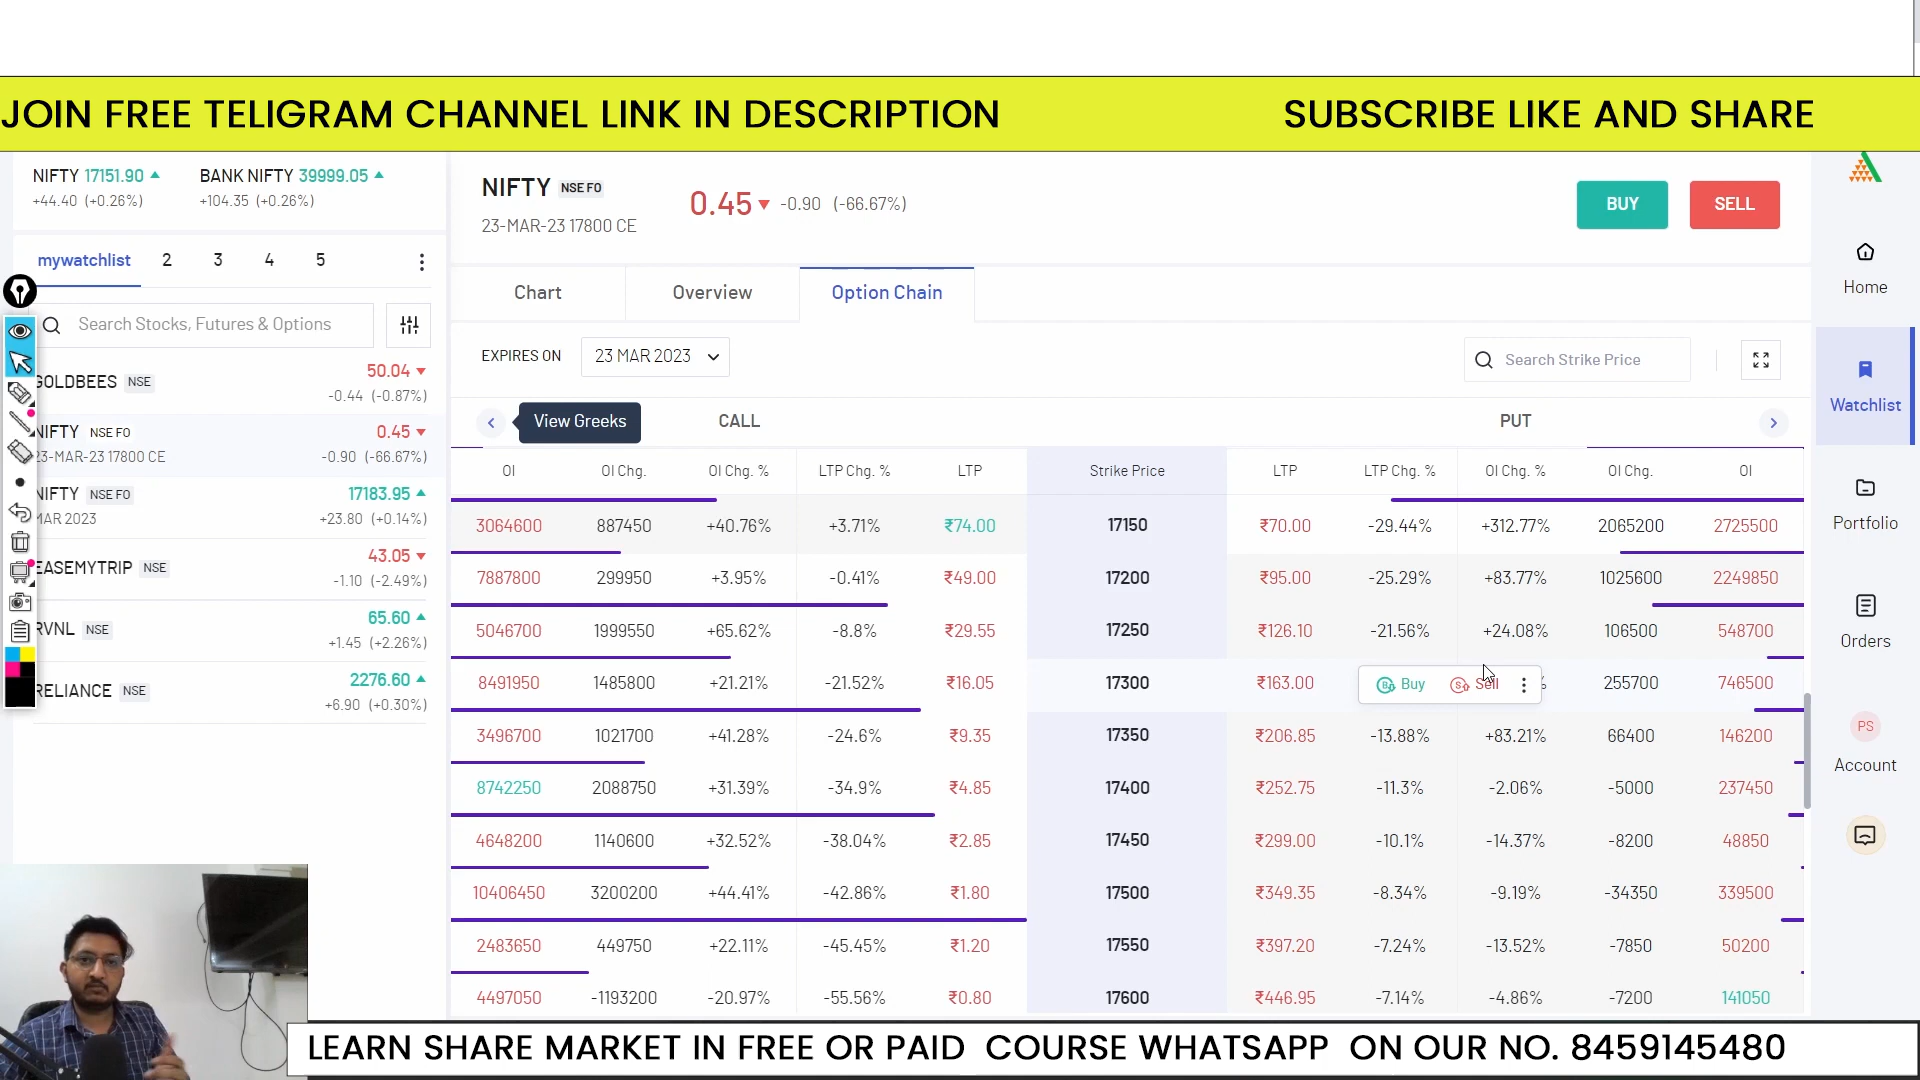 JOIN FREE TELIGRAM CHANNEL LINK IN DESCRIPTION SUBSCRIBE LIKE AND SHARE
NIFTY 17151.90 BANK NIFTY 39999.05
+44.40 (+0.26%) +104.35 (+0.26%)
mywatchlist 2 3 4 5
Search Stocks, Futures & Options
GOLDBEES NSE 50.04
-0.44 (-0.87%)
NIFTY NSE FO 0.45
23-MAR-23 17800 CE -0.90 (-66.67%)
NIFTY NSE FO 17183.95
MAR 2023 +23.80 (+0.14%)
EASEMYTRIP NSE 43.05
-1.10 (-2.49%)
RVNL NSE 65.60
+1.45 (+2.26%)
RELIANCE NSE 2276.60
+6.90 (+0.30%)
NIFTY NSE FO 0.45 -0.90 (-66.67%) BUY SELL
23-MAR-23 17800 CE
Chart Overview Option Chain
EXPIRES ON 23 MAR 2023 Search Strike Price
View Greeks CALL PUT
OI OI Chg. OI Chg. % LTP Chg. % LTP Strike Price LTP LTP Chg. % OI Chg. % OI Chg. OI
3064600 887450 +40.76% +3.71% ₹74.00 17150 ₹70.00 -29.44% +312.77% 2065200 2725500
7887800 299950 +3.95% -0.41% ₹49.00 17200 ₹95.00 -25.29% +83.77% 1025600 2249850
5046700 1999550 +65.62% -8.8% ₹29.55 17250 ₹126.10 -21.56% +24.08% 106500 548700
8491950 1485800 +21.21% -21.52% ₹16.05 17300 ₹163.00 Buy Sell % 255700 746500
3496700 1021700 +41.28% -24.6% ₹9.35 17350 ₹206.85 -13.88% +83.21% 66400 146200
8742250 2088750 +31.39% -34.9% ₹4.85 17400 ₹252.75 -11.3% -2.06% -5000 237450
4648200 1140600 +32.52% -38.04% ₹2.85 17450 ₹299.00 -10.1% -14.37% -8200 48850
10406450 3200200 +44.41% -42.86% ₹1.80 17500 ₹349.35 -8.34% -9.19% -34350 339500
2483650 449750 +22.11% -45.45% ₹1.20 17550 ₹397.20 -7.24% -13.52% -7850 50200
4497050 -1193200 -20.97% -55.56% ₹0.80 17600 ₹446.95 -7.14% -4.86% -7200 141050
Home
Watchlist
Portfolio
Orders
PS
Account
LEARN SHARE MARKET IN FREE OR PAID COURSE WHATSAPP ON OUR NO. 8459145480